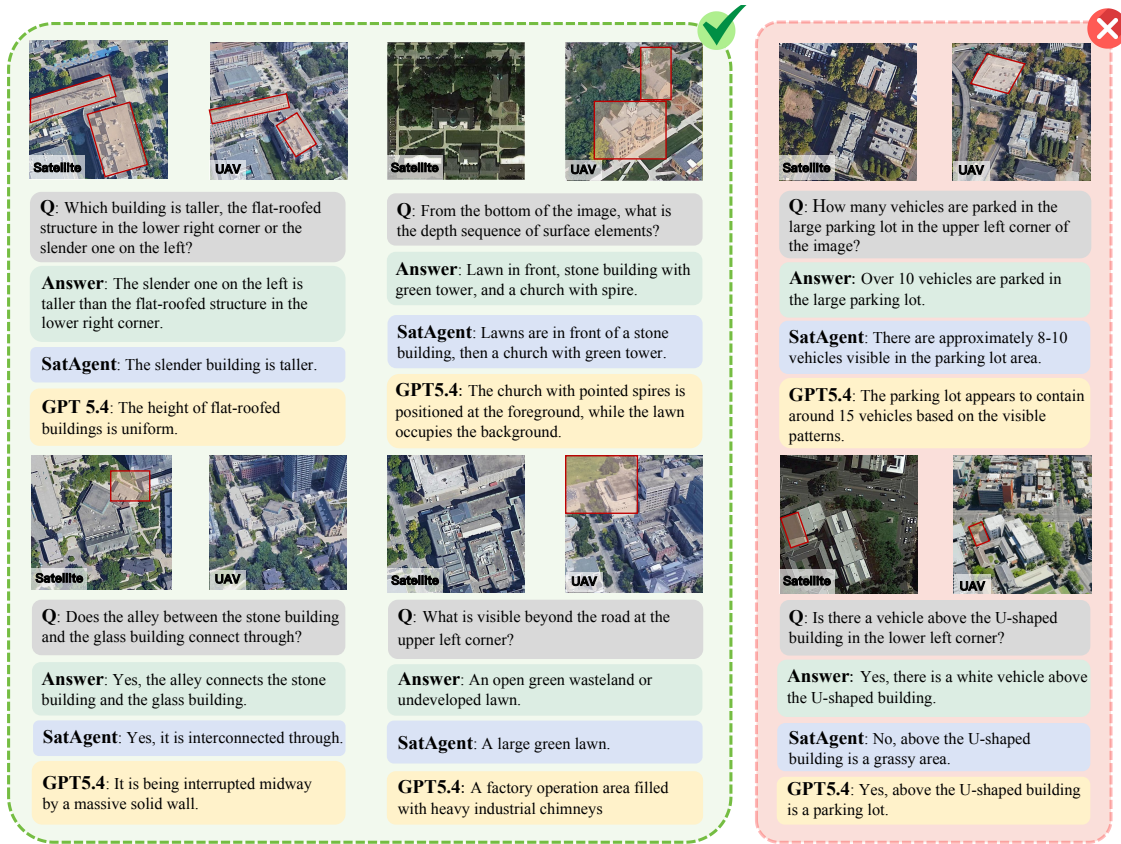 Satellite
UAV
Q: Which building is taller, the flat-roofed
structure in the lower right corner or the
slender one on the left?
Answer: The slender one on the left is
taller than the flat-roofed structure in the
lower right corner.
SatAgent: The slender building is taller.
GPT 5.4: The height of flat-roofed
buildings is uniform.
Satellite
UAV
Q: From the bottom of the image, what is
the depth sequence of surface elements?
Answer: Lawn in front, stone building with
green tower, and a church with spire.
SatAgent: Lawns are in front of a stone
building, then a church with green tower.
GPT5.4: The church with pointed spires is
positioned at the foreground, while the lawn
occupies the background.
Satellite
UAV
Q: Does the alley between the stone building
and the glass building connect through?
Answer: Yes, the alley connects the stone
building and the glass building.
SatAgent: Yes, it is interconnected through.
GPT5.4: It is being interrupted midway
by a massive solid wall.
Satellite
UAV
Q: What is visible beyond the road at the
upper left corner?
Answer: An open green wasteland or
undeveloped lawn.
SatAgent: A large green lawn.
GPT5.4: A factory operation area filled
with heavy industrial chimneys
Satellite
UAV
Q: How many vehicles are parked in the
large parking lot in the upper left corner of
the image?
Answer: Over 10 vehicles are parked in
the large parking lot.
SatAgent: There are approximately 8-10
vehicles visible in the parking lot area.
GPT5.4: The parking lot appears to contain
around 15 vehicles based on the visible
patterns.
Satellite
UAV
Q: Is there a vehicle above the U-shaped
building in the lower left corner?
Answer: Yes, there is a white vehicle above
the U-shaped building.
SatAgent: No, above the U-shaped
building is a grassy area.
GPT5.4: Yes, above the U-shaped building
is a parking lot.